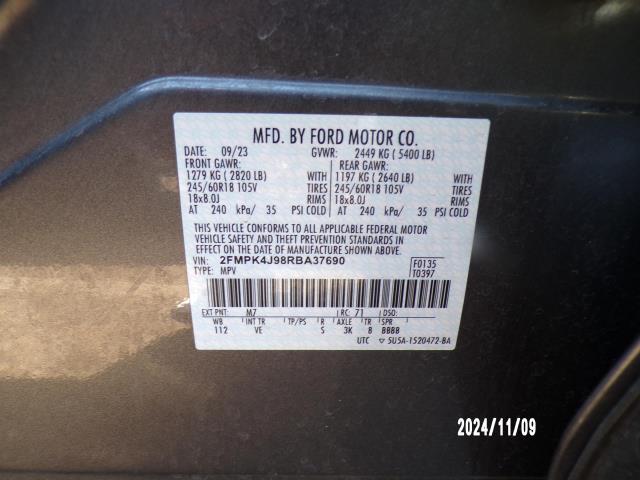 MFD. BY FORD MOTOR CO.
DATE: 09/23 GVWR: 2449 KG ( 5400 LB)
FRONT GAWR: REAR GAWR:
1279 KG ( 2820 LB) WITH 1197 KG ( 2640 LB) WITH
245/60R18 105V TIRES 245/60R18 105V TIRES
18x8.0J RIMS 18x8.0J RIMS
AT 240 kPa/ 35 PSI COLD AT 240 kPa/ 35 PSI COLD
THIS VEHICLE CONFORMS TO ALL APPLICABLE FEDERAL MOTOR
VEHICLE SAFETY AND BUMPER AND THEFT PREVENTION STANDARDS IN
EFFECT ON THE DATE OF MANUFACTURE SHOWN ABOVE.
VIN: 2FMPK4J98RBA37690 F0135
TYPE: MPV T0397
EXT PNT: M7 RC: 71 DSO:
WB INT TR TP/PS R AXLE TR SPR
112 VE S 3K 8 BBBB
UTC ▽ 5U5A-1520472-BA
2024/11/09